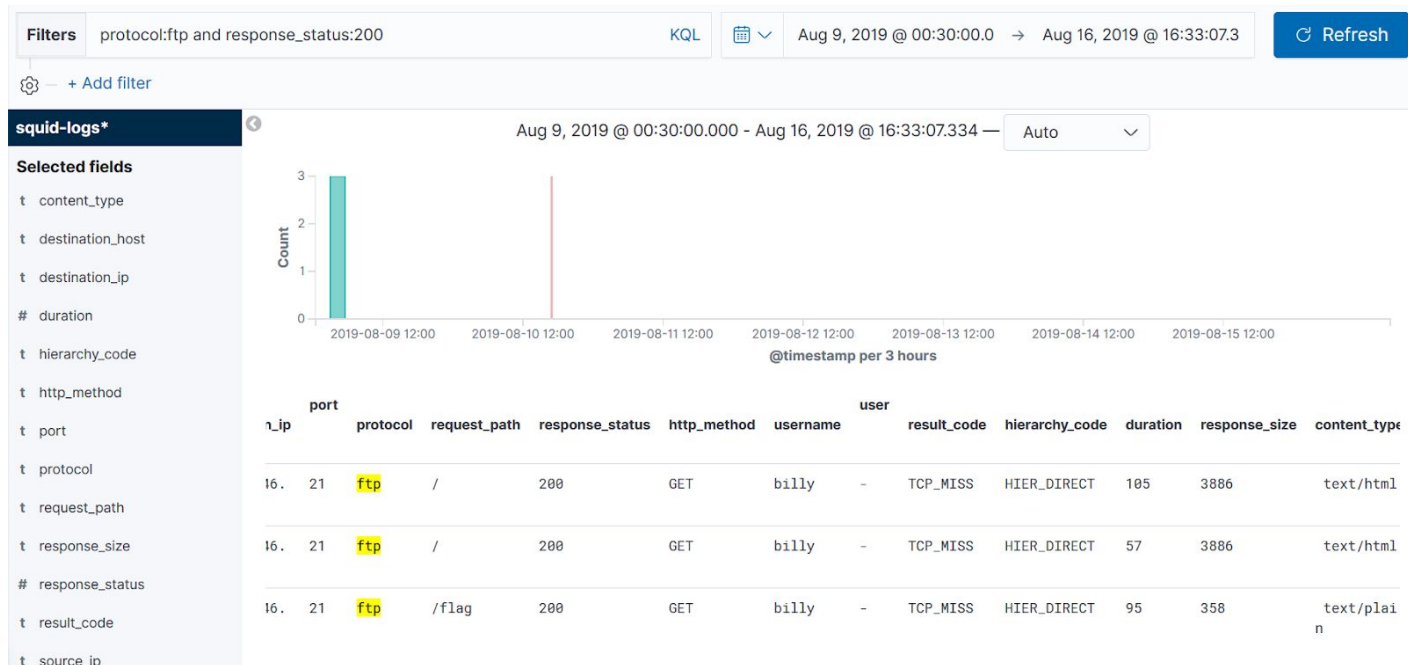 Filters protocol:ftp and response_status:200 KQL Aug 9, 2019 @ 00:30:00.0 → Aug 16, 2019 @ 16:33:07.3 Refresh
+ Add filter
squid-logs*
Selected fields
t content_type
t destination_host
t destination_ip
# duration
t hierarchy_code
t http_method
t port
t protocol
t request_path
t response_size
# response_status
t result_code
t source_ip
Aug 9, 2019 @ 00:30:00.000 - Aug 16, 2019 @ 16:33:07.334 — Auto
Count
3
2
1
0
2019-08-09 12:00 2019-08-10 12:00 2019-08-11 12:00 2019-08-12 12:00 2019-08-13 12:00 2019-08-14 12:00 2019-08-15 12:00
@timestamp per 3 hours
port user
n_ip protocol request_path response_status http_method username result_code hierarchy_code duration response_size content_type
46. 21 ftp / 200 GET billy - TCP_MISS HIER_DIRECT 105 3886 text/html
46. 21 ftp / 200 GET billy - TCP_MISS HIER_DIRECT 57 3886 text/html
46. 21 ftp /flag 200 GET billy - TCP_MISS HIER_DIRECT 95 358 text/plai
n